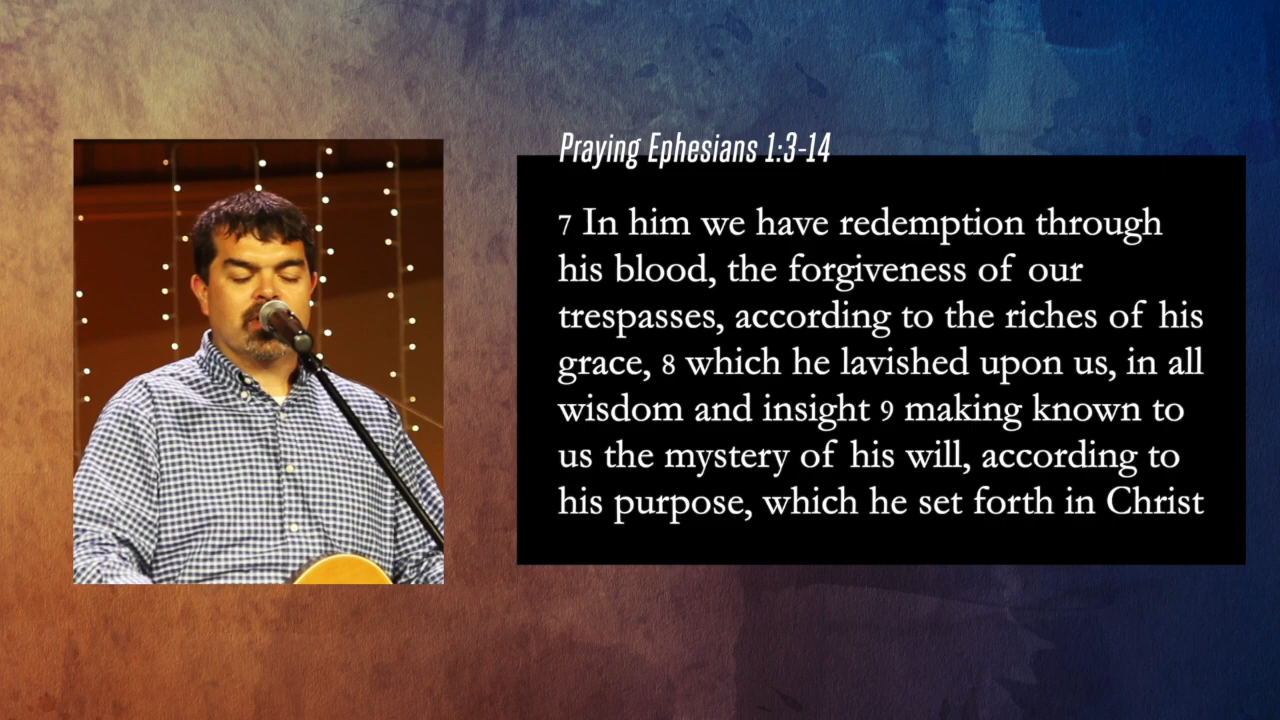 Praying Ephesians 1:3-14
7 In him we have redemption through
his blood, the forgiveness of our
trespasses, according to the riches of his
grace, 8 which he lavished upon us, in all
wisdom and insight 9 making known to
us the mystery of his will, according to
his purpose, which he set forth in Christ